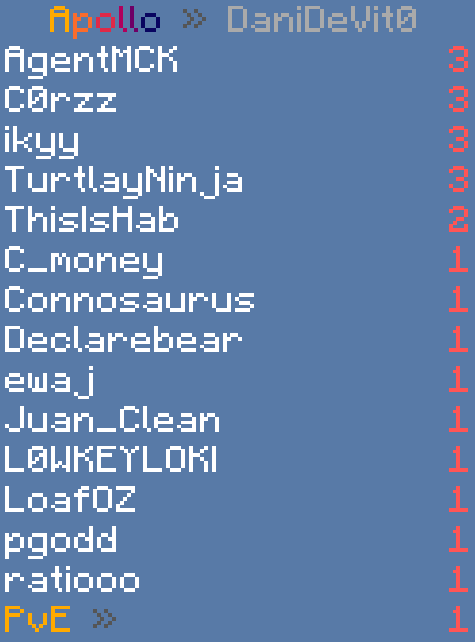 Apollo » DaniDeVit0
AgentMCK 3
C0rzz 3
ikyy 3
TurtlayNinja 3
ThisIsHab 2
C_money 1
Connosaurus 1
Declarebear 1
ewaj 1
Juan_Clean 1
L0WKEYLOKI 1
LoafOZ 1
pgodd 1
ratiooo 1
PvE » 1